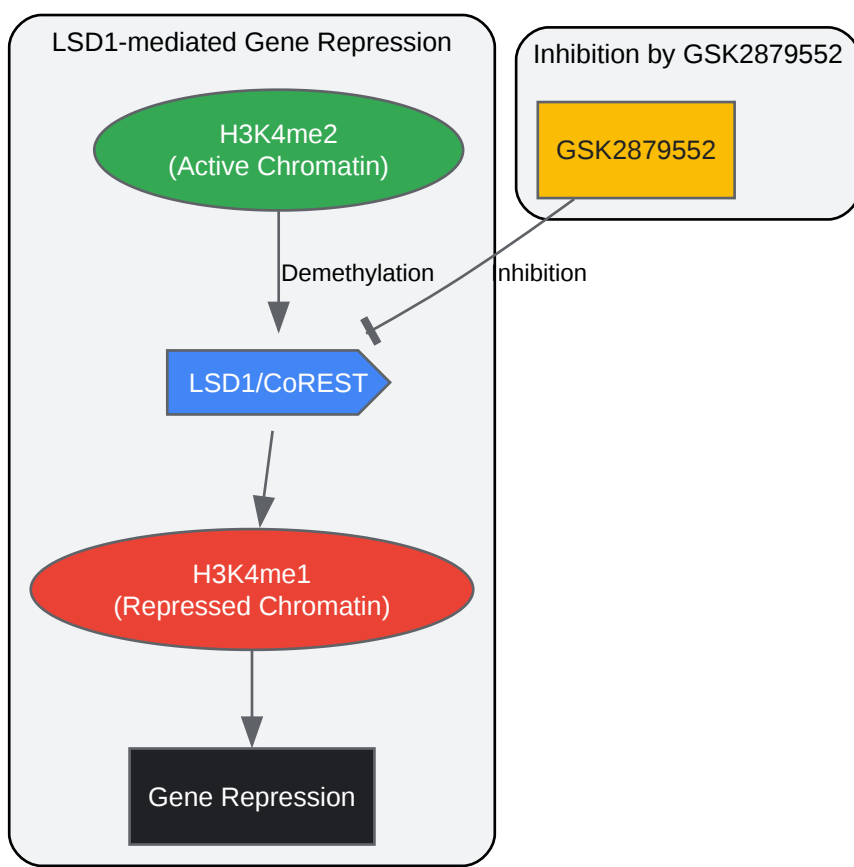 LSD1-mediated Gene Repression
Inhibition by GSK2879552
H3K4me2
(Active Chromatin)
GSK2879552
Demethylation
Inhibition
LSD1/CoREST
H3K4me1
(Repressed Chromatin)
Gene Repression